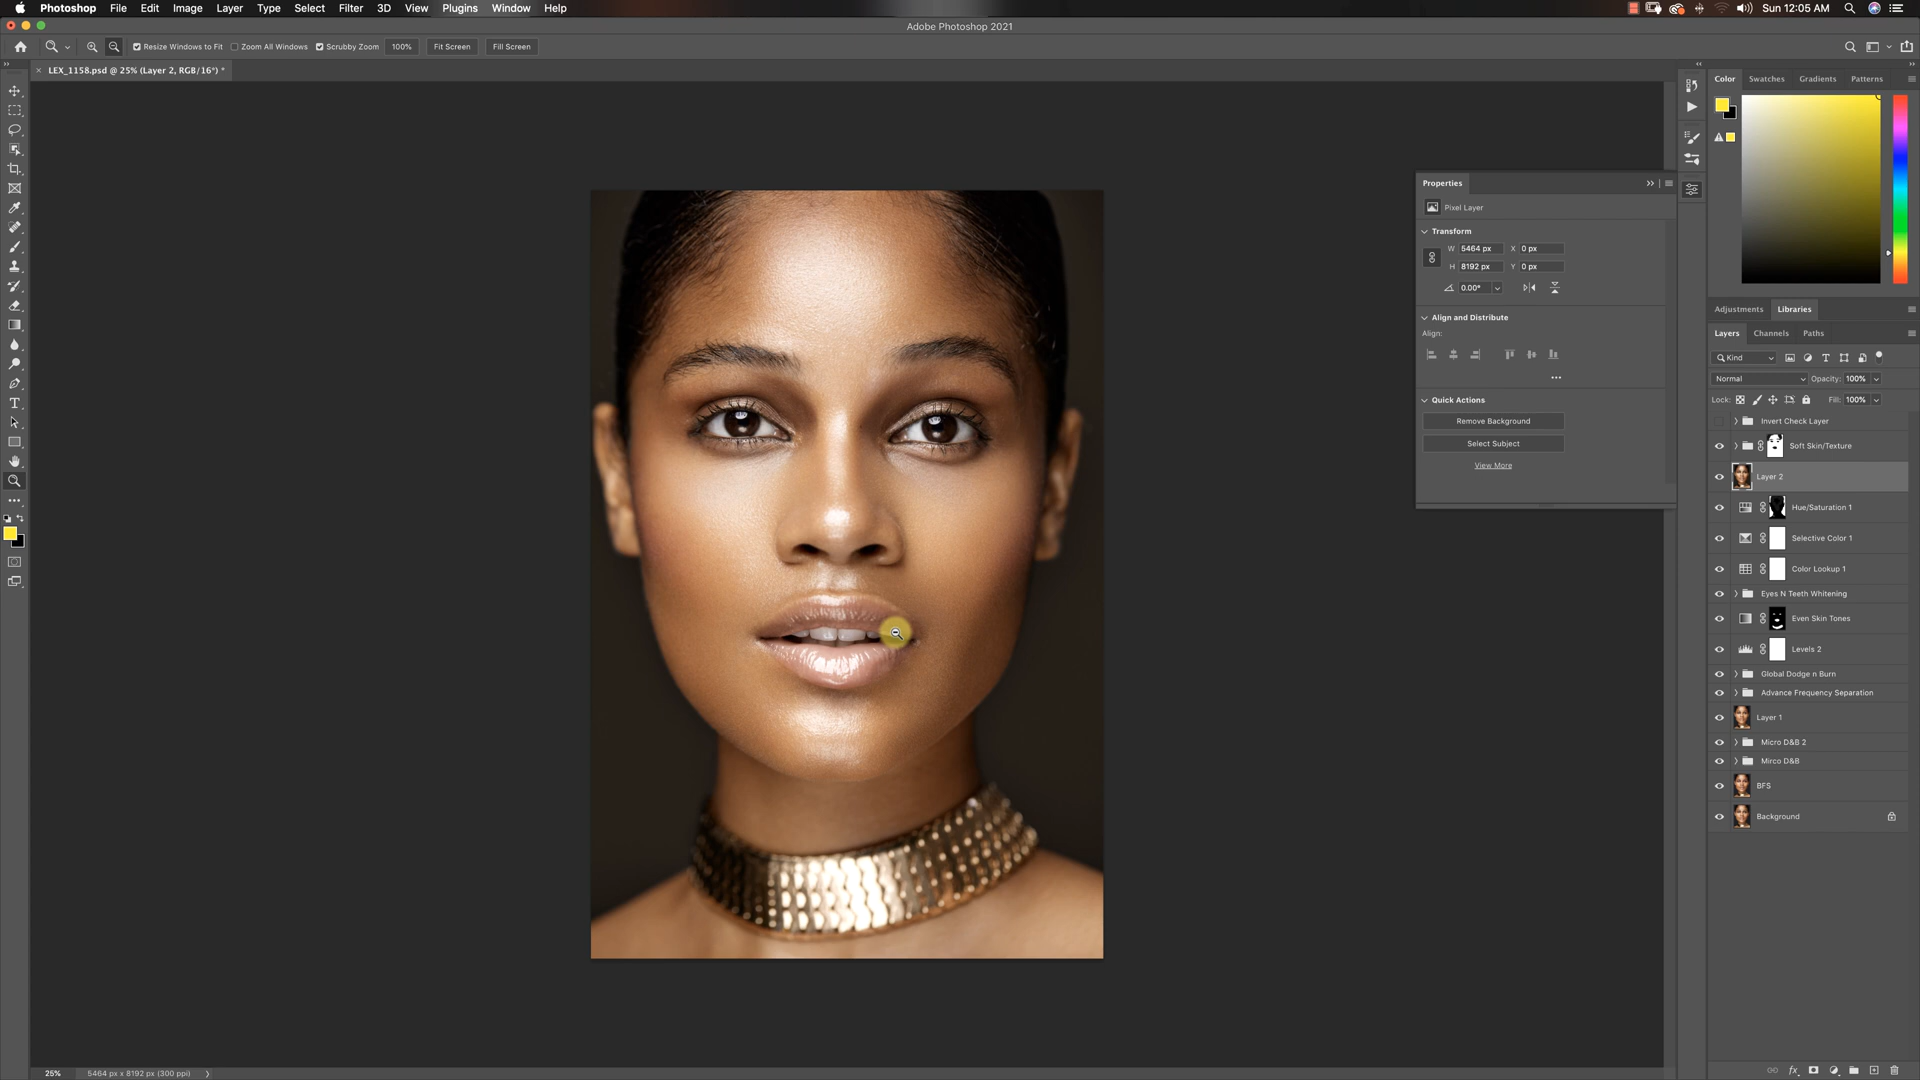 Photoshop File Edit Image Layer Type Select Filter 3D View Plugins Window Help Sun 12:05 AM
Adobe Photoshop 2021
Resize Windows to Fit Zoom All Windows Scrubby Zoom 100% Fit Screen Fill Screen
× LEX_1158.psd @ 25% (Layer 2, RGB/16*) *
Color Swatches Gradients Patterns
Properties
Pixel Layer
Transform
W 5464 px X 0 px
H 8192 px Y 0 px
0.00°
Align and Distribute
Align:
Quick Actions
Remove Background
Select Subject
View More
Adjustments Libraries
Layers Channels Paths
Kind
Normal Opacity: 100%
Lock: Fill: 100%
Invert Check Layer
Soft Skin/Texture
Layer 2
Hue/Saturation 1
Selective Color 1
Color Lookup 1
Eyes N Teeth Whitening
Even Skin Tones
Levels 2
Global Dodge n Burn
Advance Frequency Separation
Layer 1
Micro D&B 2
Mirco D&B
BFS
Background
25% 5464 px x 8192 px (300 ppi)